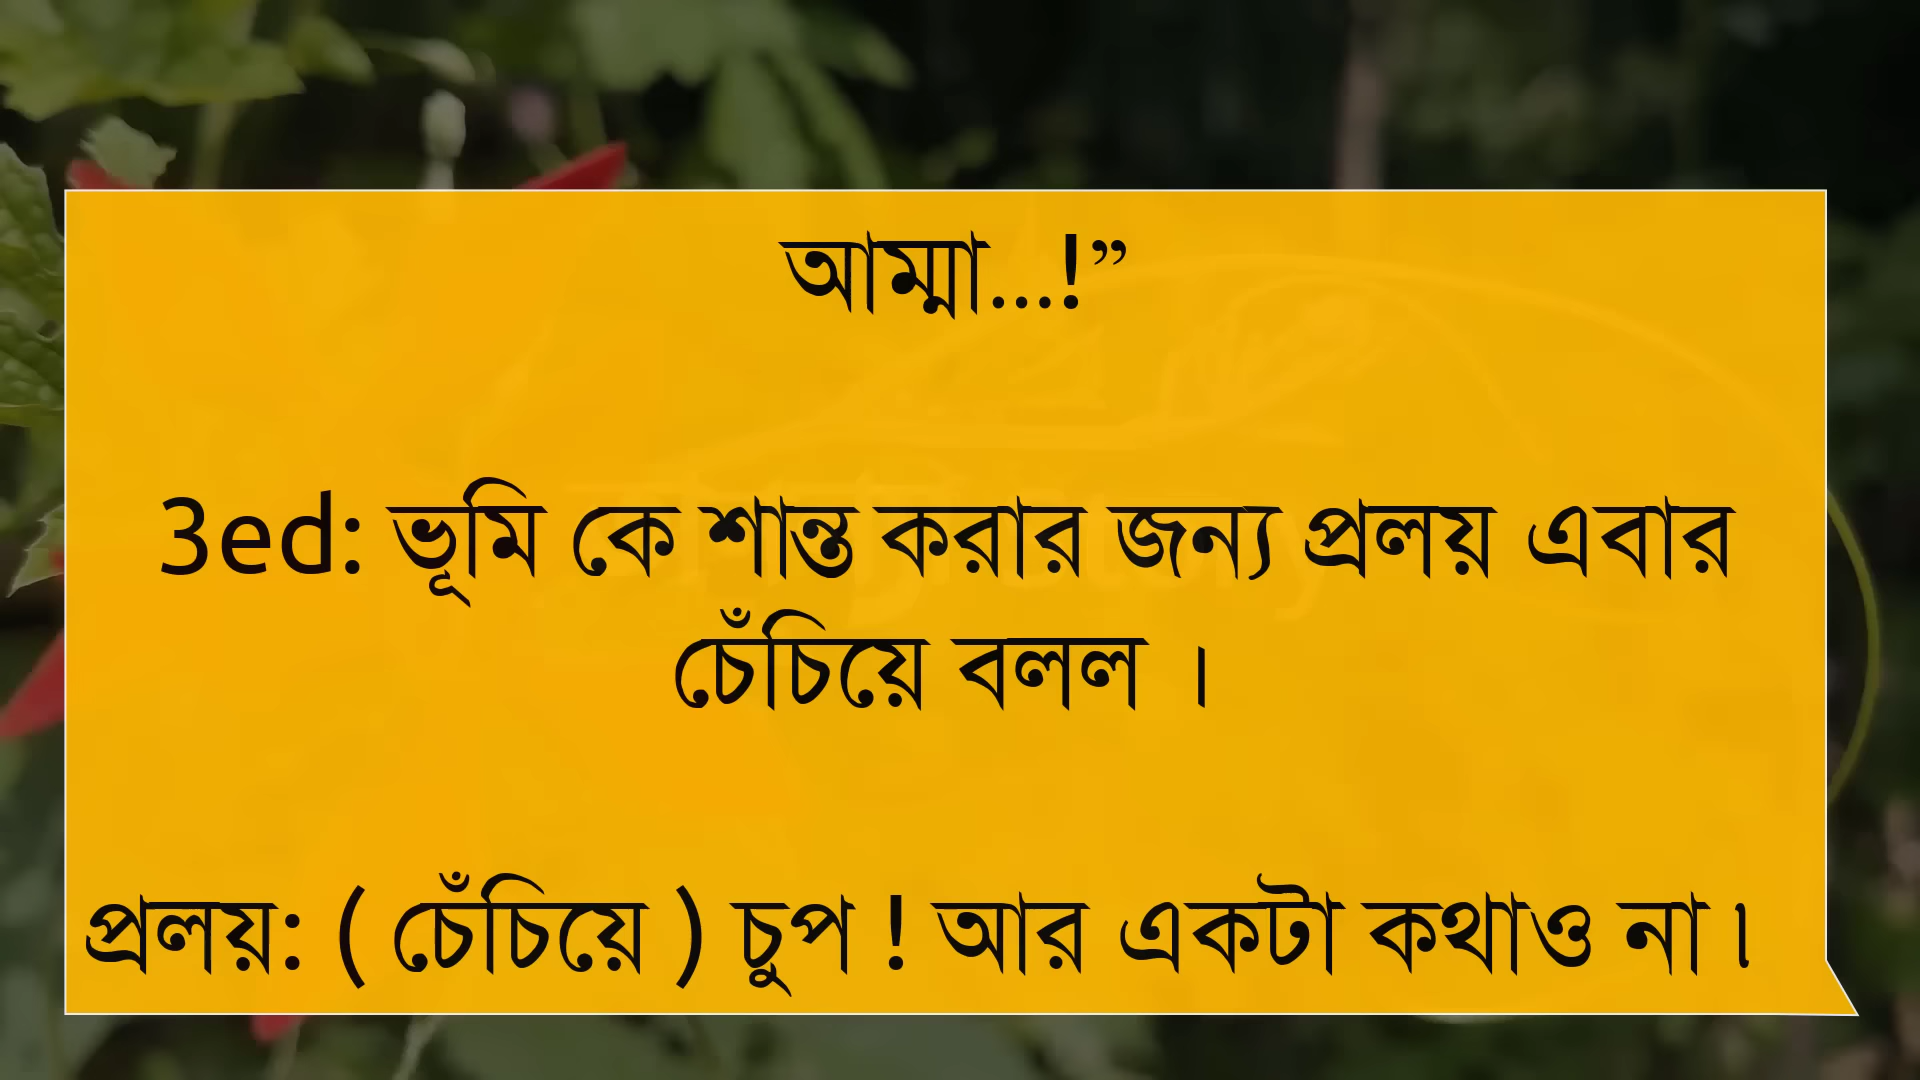 আম্মা...!”
3ed: ভূমি কে শান্ত করার জন্য প্রলয় এবার
চেঁচিয়ে বলল ।
প্রলয়: ( চেঁচিয়ে ) চুপ ! আর একটা কথাও না ৷